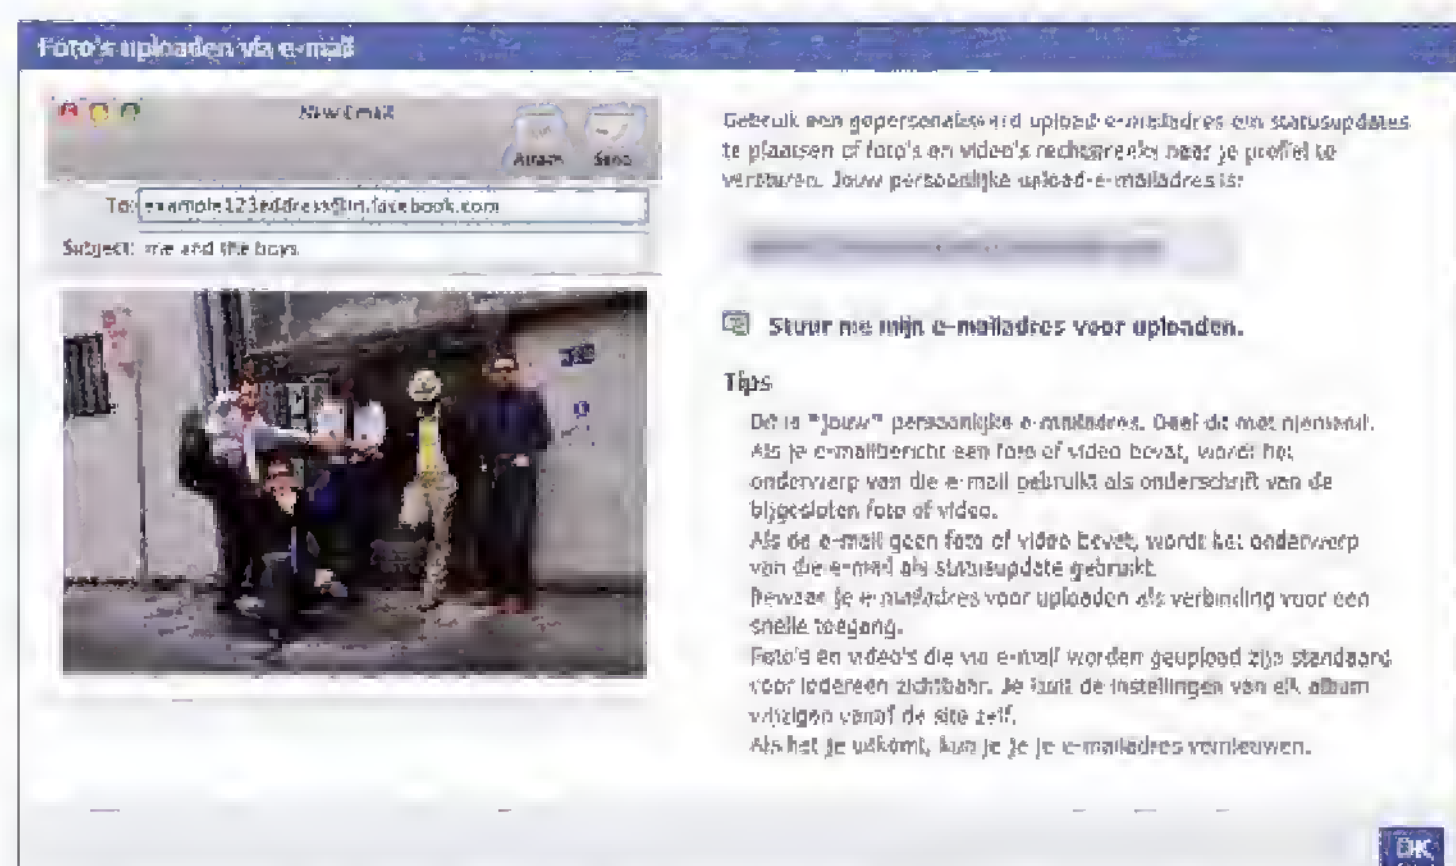 Foto's uploaden via e-mail
New Email
Attach Send
To: example123address@m.facebook.com
Subject: me and the boys
Gebruik een gepersonaliseerd upload-e-mailadres om statusupdates
te plaatsen of foto's en video's rechtstreeks naar je profiel te
versturen. Jouw persoonlijke upload-e-mailadres is:
Stuur me mijn e-mailadres voor uploaden.
Tips
Dit is "jouw" persoonlijke e-mailadres. Deel dit met niemand.
Als je e-mailbericht een foto of video bevat, wordt het
onderwerp van die e-mail gebruikt als onderschrift van de
bijgesloten foto of video.
Als de e-mail geen foto of video bevat, wordt het onderwerp
van die e-mail als statusupdate gebruikt.
Bewaar je e-mailadres voor uploaden als verbinding voor een
snelle toegang.
Foto's en video's die via e-mail worden geupload zijn standaard
voor iedereen zichtbaar. Je kunt de instellingen van elk album
wijzigen vanaf de site zelf.
Als het je uitkomt, kun je je je e-mailadres vernieuwen.
OK